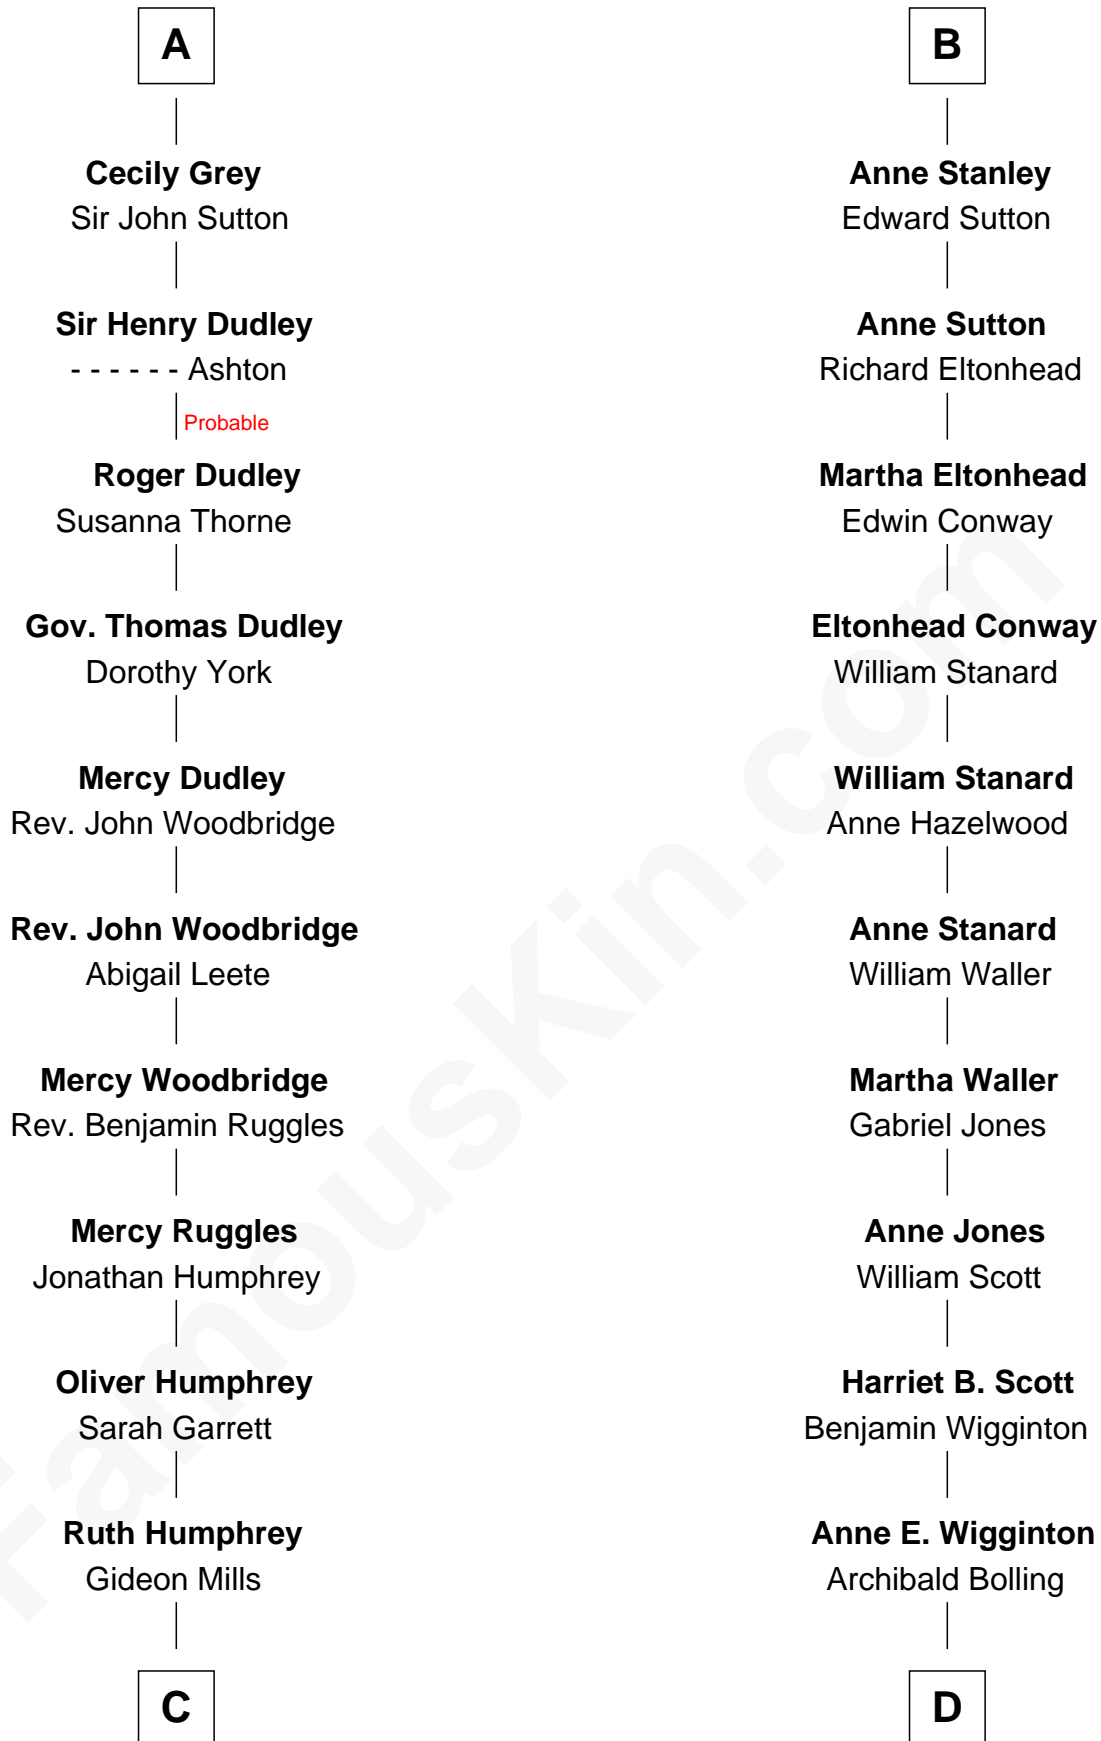 A
Cecily Grey
Sir John Sutton
Sir Henry Dudley
- - - - - - Ashton
Probable
Roger Dudley
Susanna Thorne
Gov. Thomas Dudley
Dorothy York
Mercy Dudley
Rev. John Woodbridge
Rev. John Woodbridge
Abigail Leete
Mercy Woodbridge
Rev. Benjamin Ruggles
Mercy Ruggles
Jonathan Humphrey
Oliver Humphrey
Sarah Garrett
Ruth Humphrey
Gideon Mills
C
B
Anne Stanley
Edward Sutton
Anne Sutton
Richard Eltonhead
Martha Eltonhead
Edwin Conway
Eltonhead Conway
William Stanard
William Stanard
Anne Hazelwood
Anne Stanard
William Waller
Martha Waller
Gabriel Jones
Anne Jones
William Scott
Harriet B. Scott
Benjamin Wigginton
Anne E. Wigginton
Archibald Bolling
D
FamousKin.com